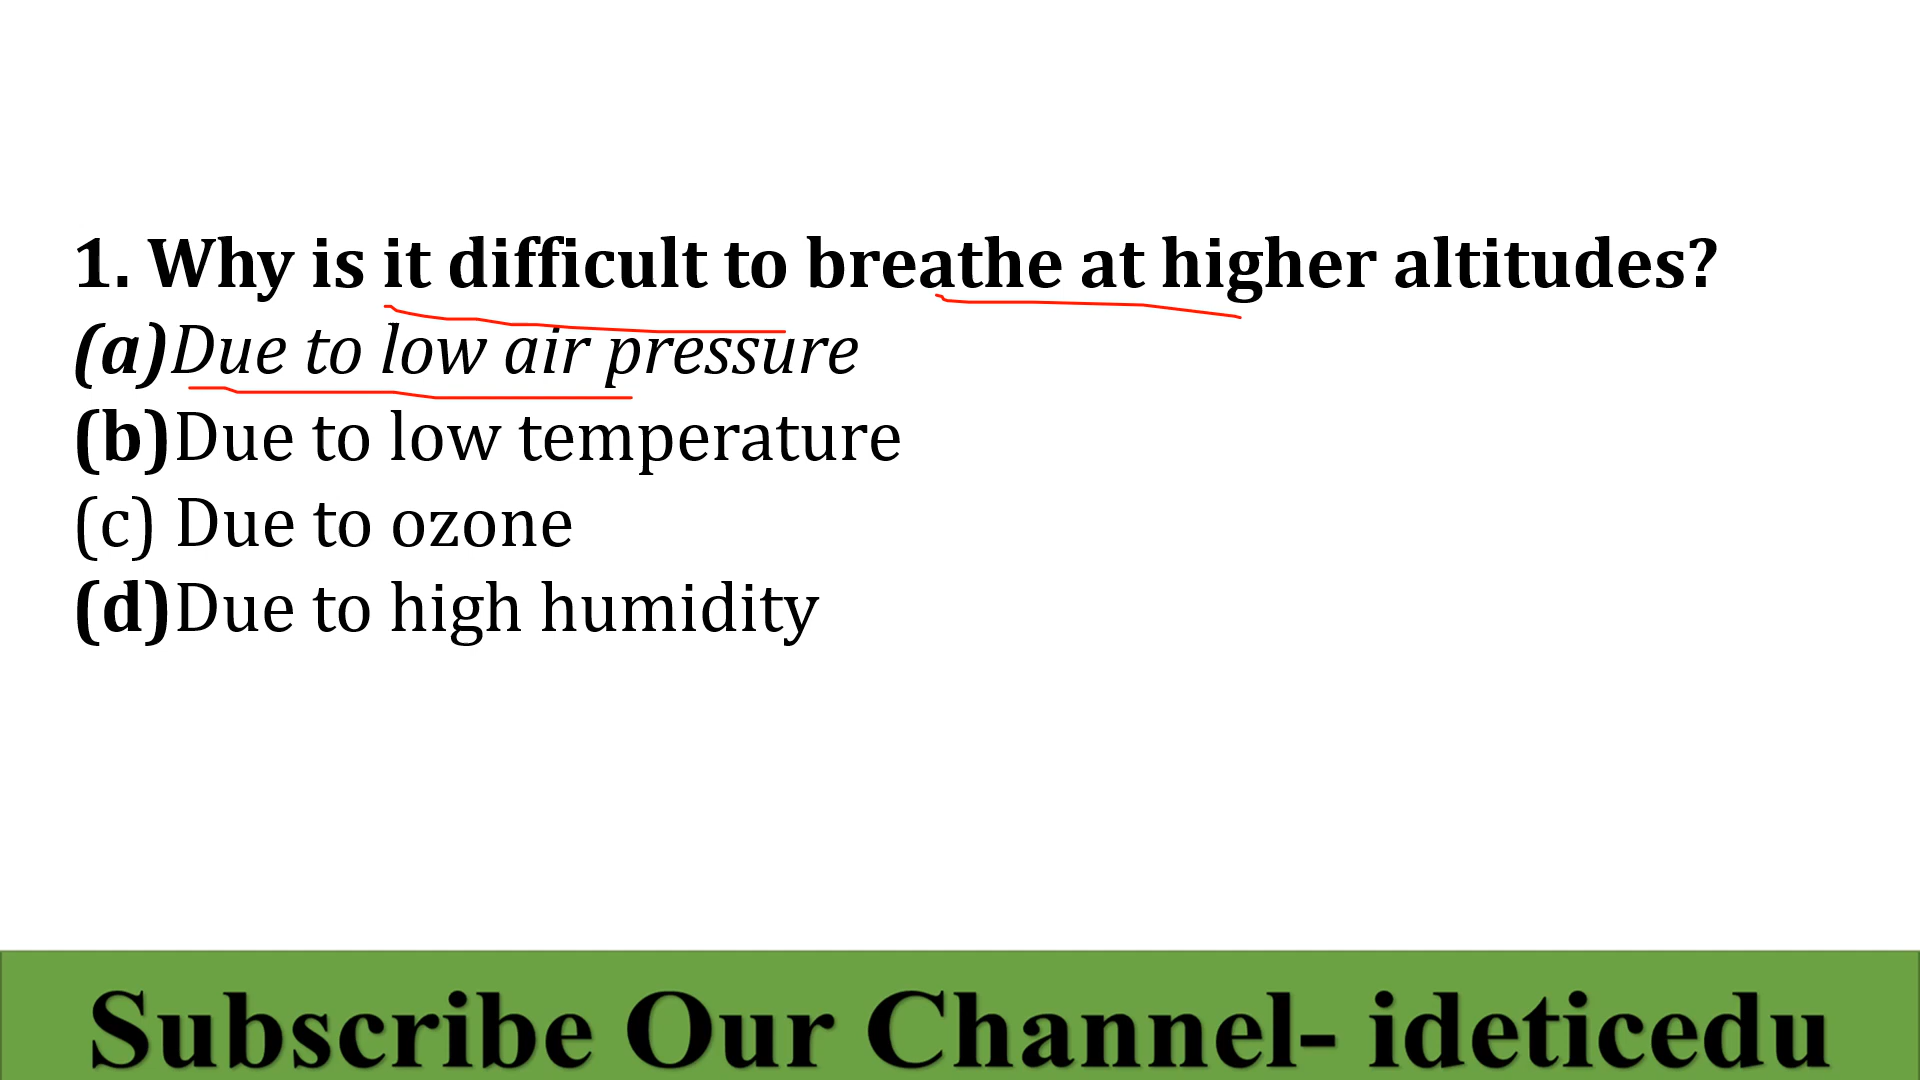 1. Why is it difficult to breathe at higher altitudes?
(a)Due to low air pressure
(b)Due to low temperature
(c) Due to ozone
(d)Due to high humidity
Subscribe Our Channel- ideticedu